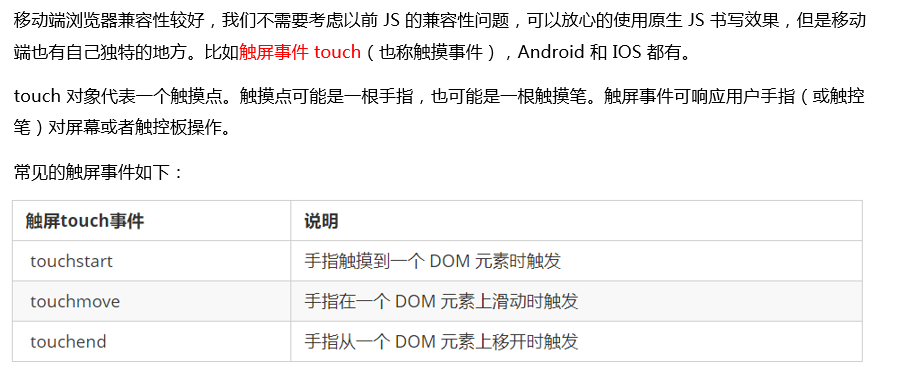 移动端浏览器兼容性较好，我们不需要考虑以前 JS 的兼容性问题，可以放心的使用原生 JS 书写效果，但是移动
端也有自己独特的地方。比如触屏事件 touch（也称触摸事件），Android 和 IOS 都有。
touch 对象代表一个触摸点。触摸点可能是一根手指，也可能是一根触摸笔。触屏事件可响应用户手指（或触控
笔）对屏幕或者触控板操作。
常见的触屏事件如下：
触屏touch事件 说明
touchstart 手指触摸到一个 DOM 元素时触发
touchmove 手指在一个 DOM 元素上滑动时触发
touchend 手指从一个 DOM 元素上移开时触发